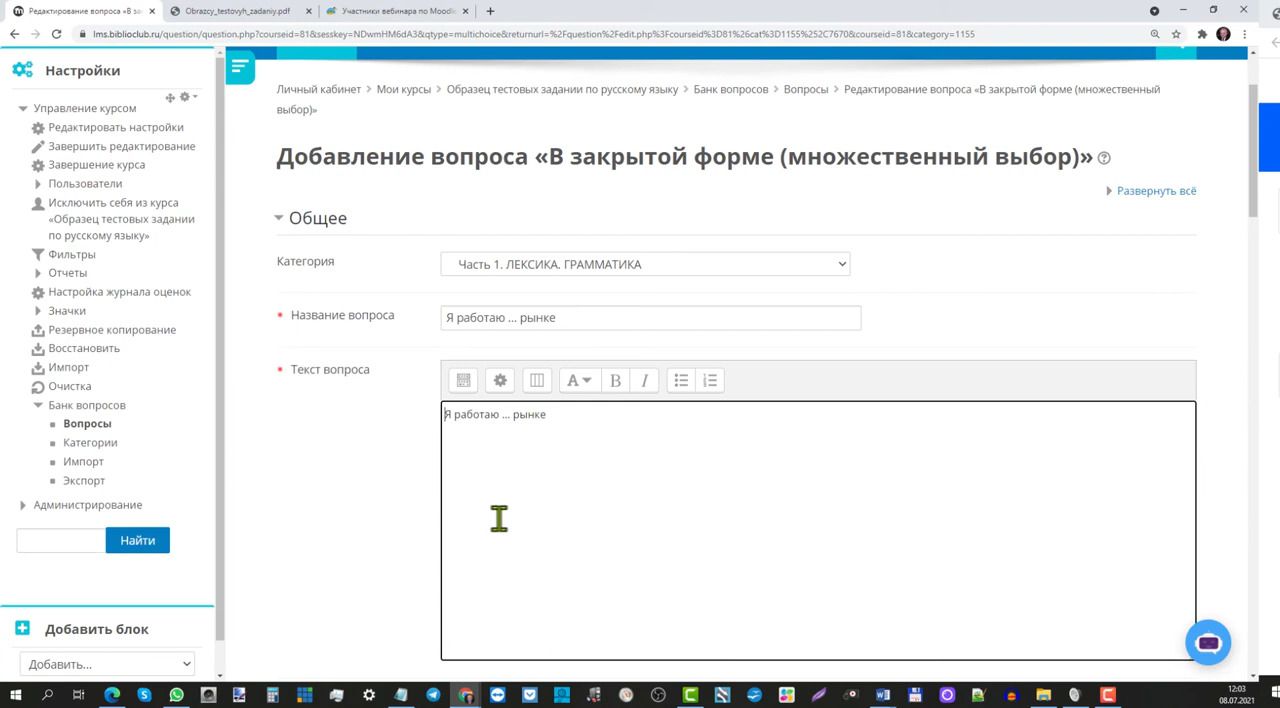 Редактирование вопроса «В за
Obrazcy_testovyh_zadaniy.pdf
Участники вебинара по Moodle
lms.biblioclub.ru/question/question.php?courseid=81&sesskey=NDwmHM6dA3&qtype=multichoice&returnurl=%2Fquestion%2Fedit.php%3Fcourseid%3D81%26cat%3D1155%252C7670&courseid=81&category=1155
Настройки
Управление курсом
Редактировать настройки
Завершить редактирование
Завершение курса
Пользователи
Исключить себя из курса
«Образец тестовых задании
по русскому языку»
Фильтры
Отчеты
Настройка журнала оценок
Значки
Резервное копирование
Восстановить
Импорт
Очистка
Банк вопросов
Вопросы
Категории
Импорт
Экспорт
Администрирование
Найти
Добавить блок
Добавить...
Личный кабинет
Мои курсы
Образец тестовых задании по русскому языку
Банк вопросов
Вопросы
Редактирование вопроса «В закрытой форме (множественный
выбор)»
Добавление вопроса «В закрытой форме (множественный выбор)»
Развернуть всё
Общее
Категория
Часть 1. ЛЕКСИКА. ГРАММАТИКА
Название вопроса
Я работаю ... рынке
Текст вопроса
A B I
Я работаю ... рынке
12:03
08.07.2021